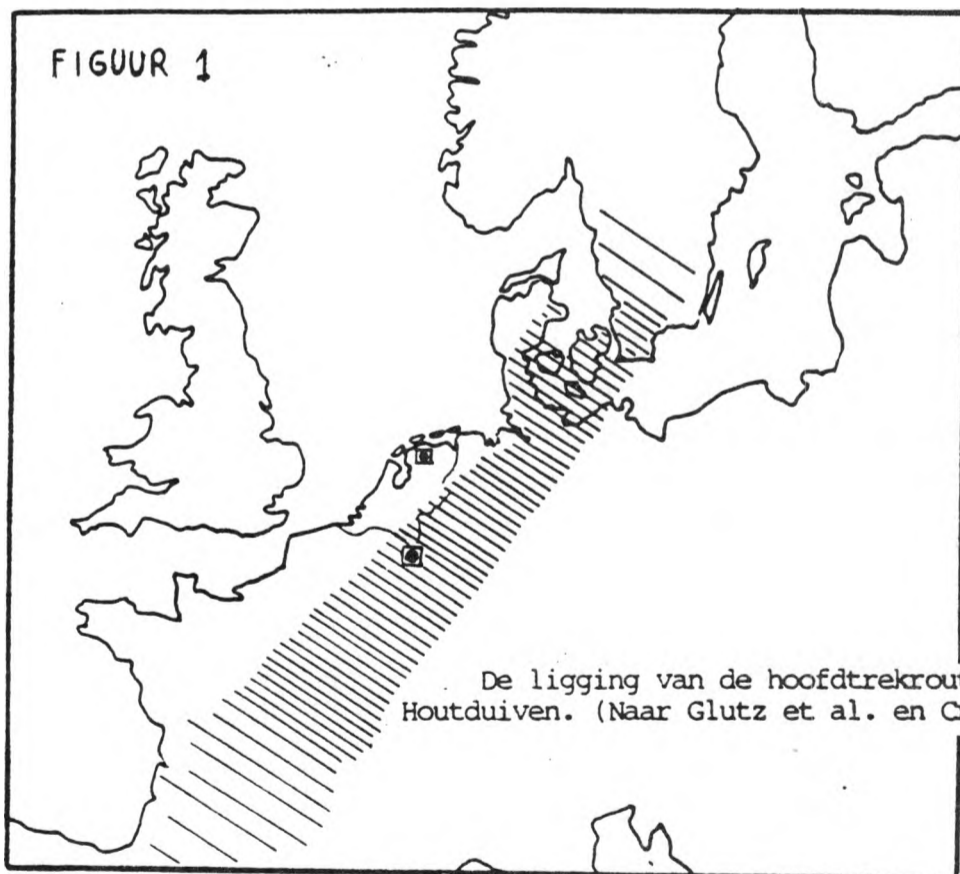 FIGUUR 1
De ligging van de hoofdtrekrou
Houtduiven. (Naar Glutz et al. en C